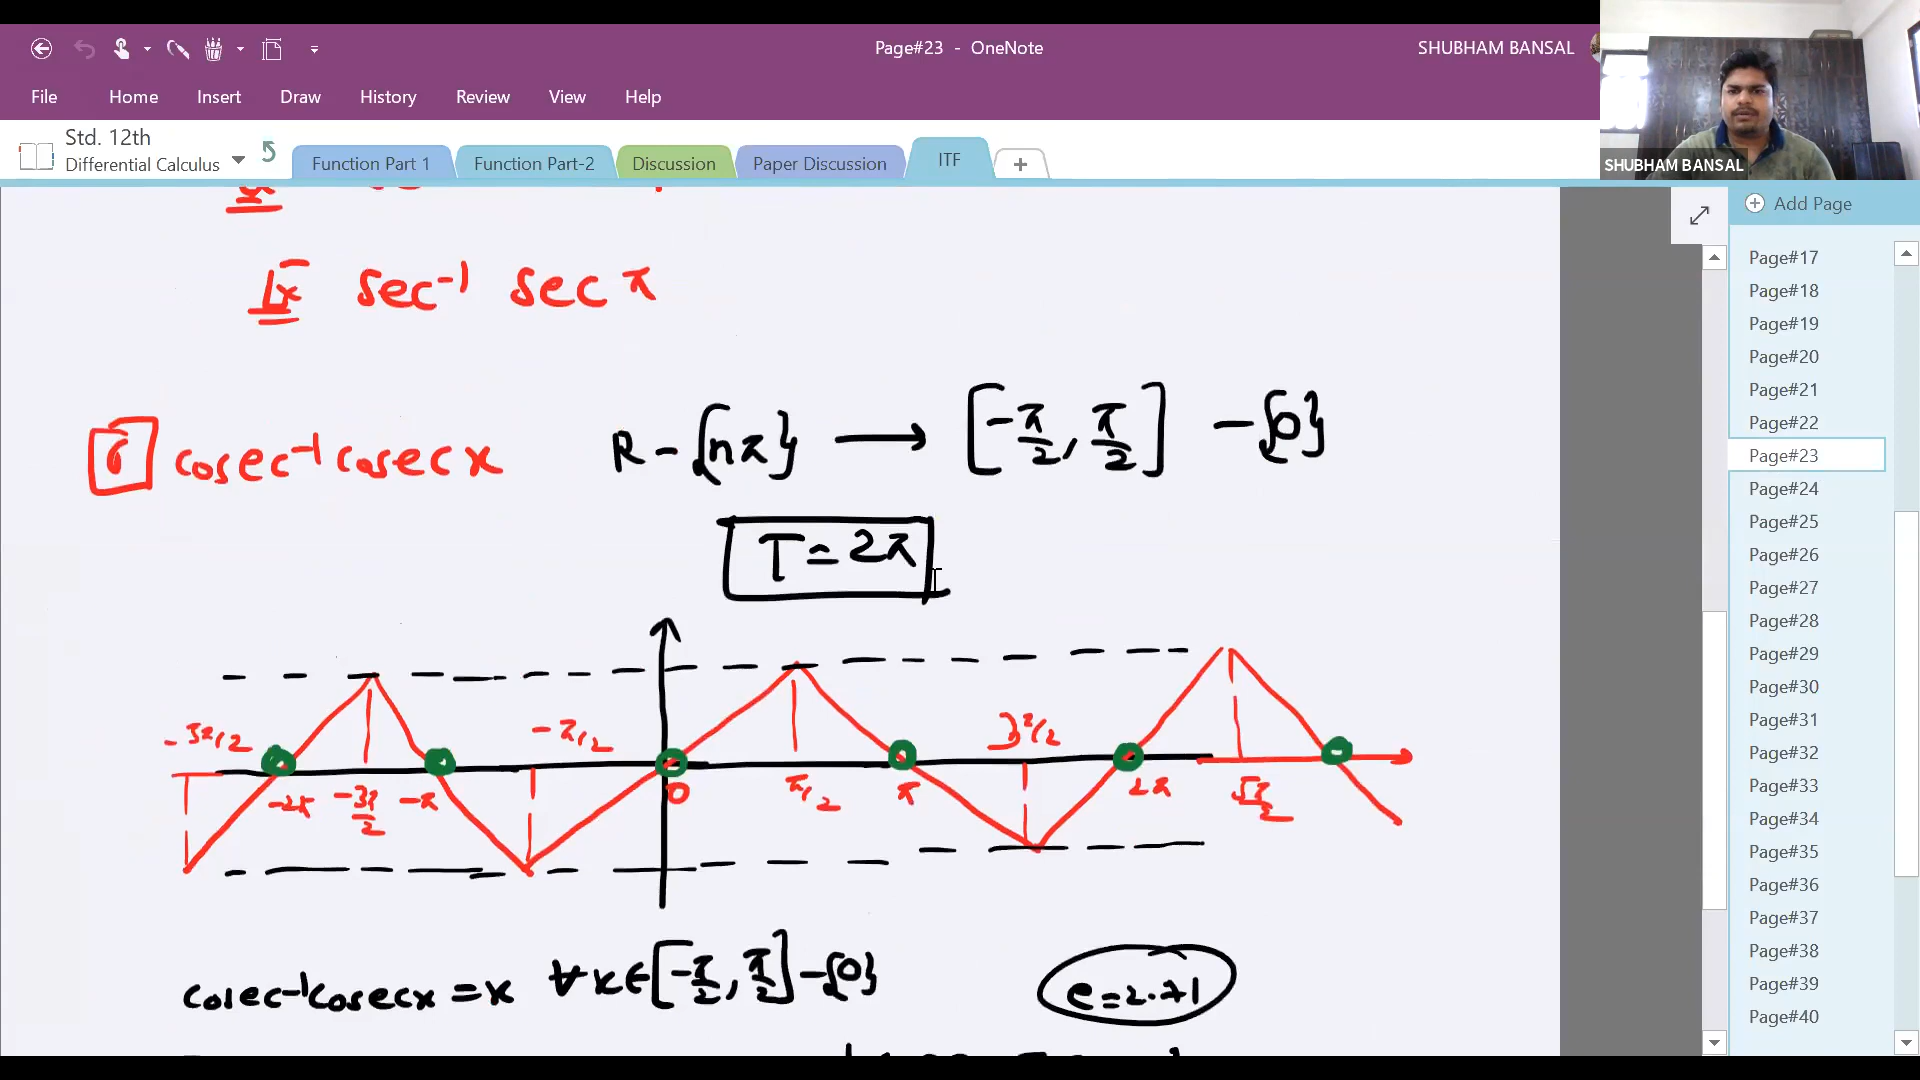 Page#23 - OneNote
SHUBHAM BANSAL
File Home Insert Draw History Review View Help
Std. 12th
Differential Calculus
Function Part 1
Function Part-2
Discussion
Paper Discussion
ITF
SHUBHAM BANSAL
Add Page
Page#17
Page#18
Page#19
Page#20
Page#21
Page#22
Page#23
Page#24
Page#25
Page#26
Page#27
Page#28
Page#29
Page#30
Page#31
Page#32
Page#33
Page#34
Page#35
Page#36
Page#37
Page#38
Page#39
Page#40
sec⁻¹ sec π
6 cosec⁻¹cosec x R - {nπ} ⟶ [-π/2, π/2] - {0}
T = 2π
-π/2
-2π -3π/2 -π 0 π/2 π 3π/2 2π 5π/2
cosec⁻¹cosec x = x ∀ x ∈ [-π/2, π/2] - {0}
e = 2.71